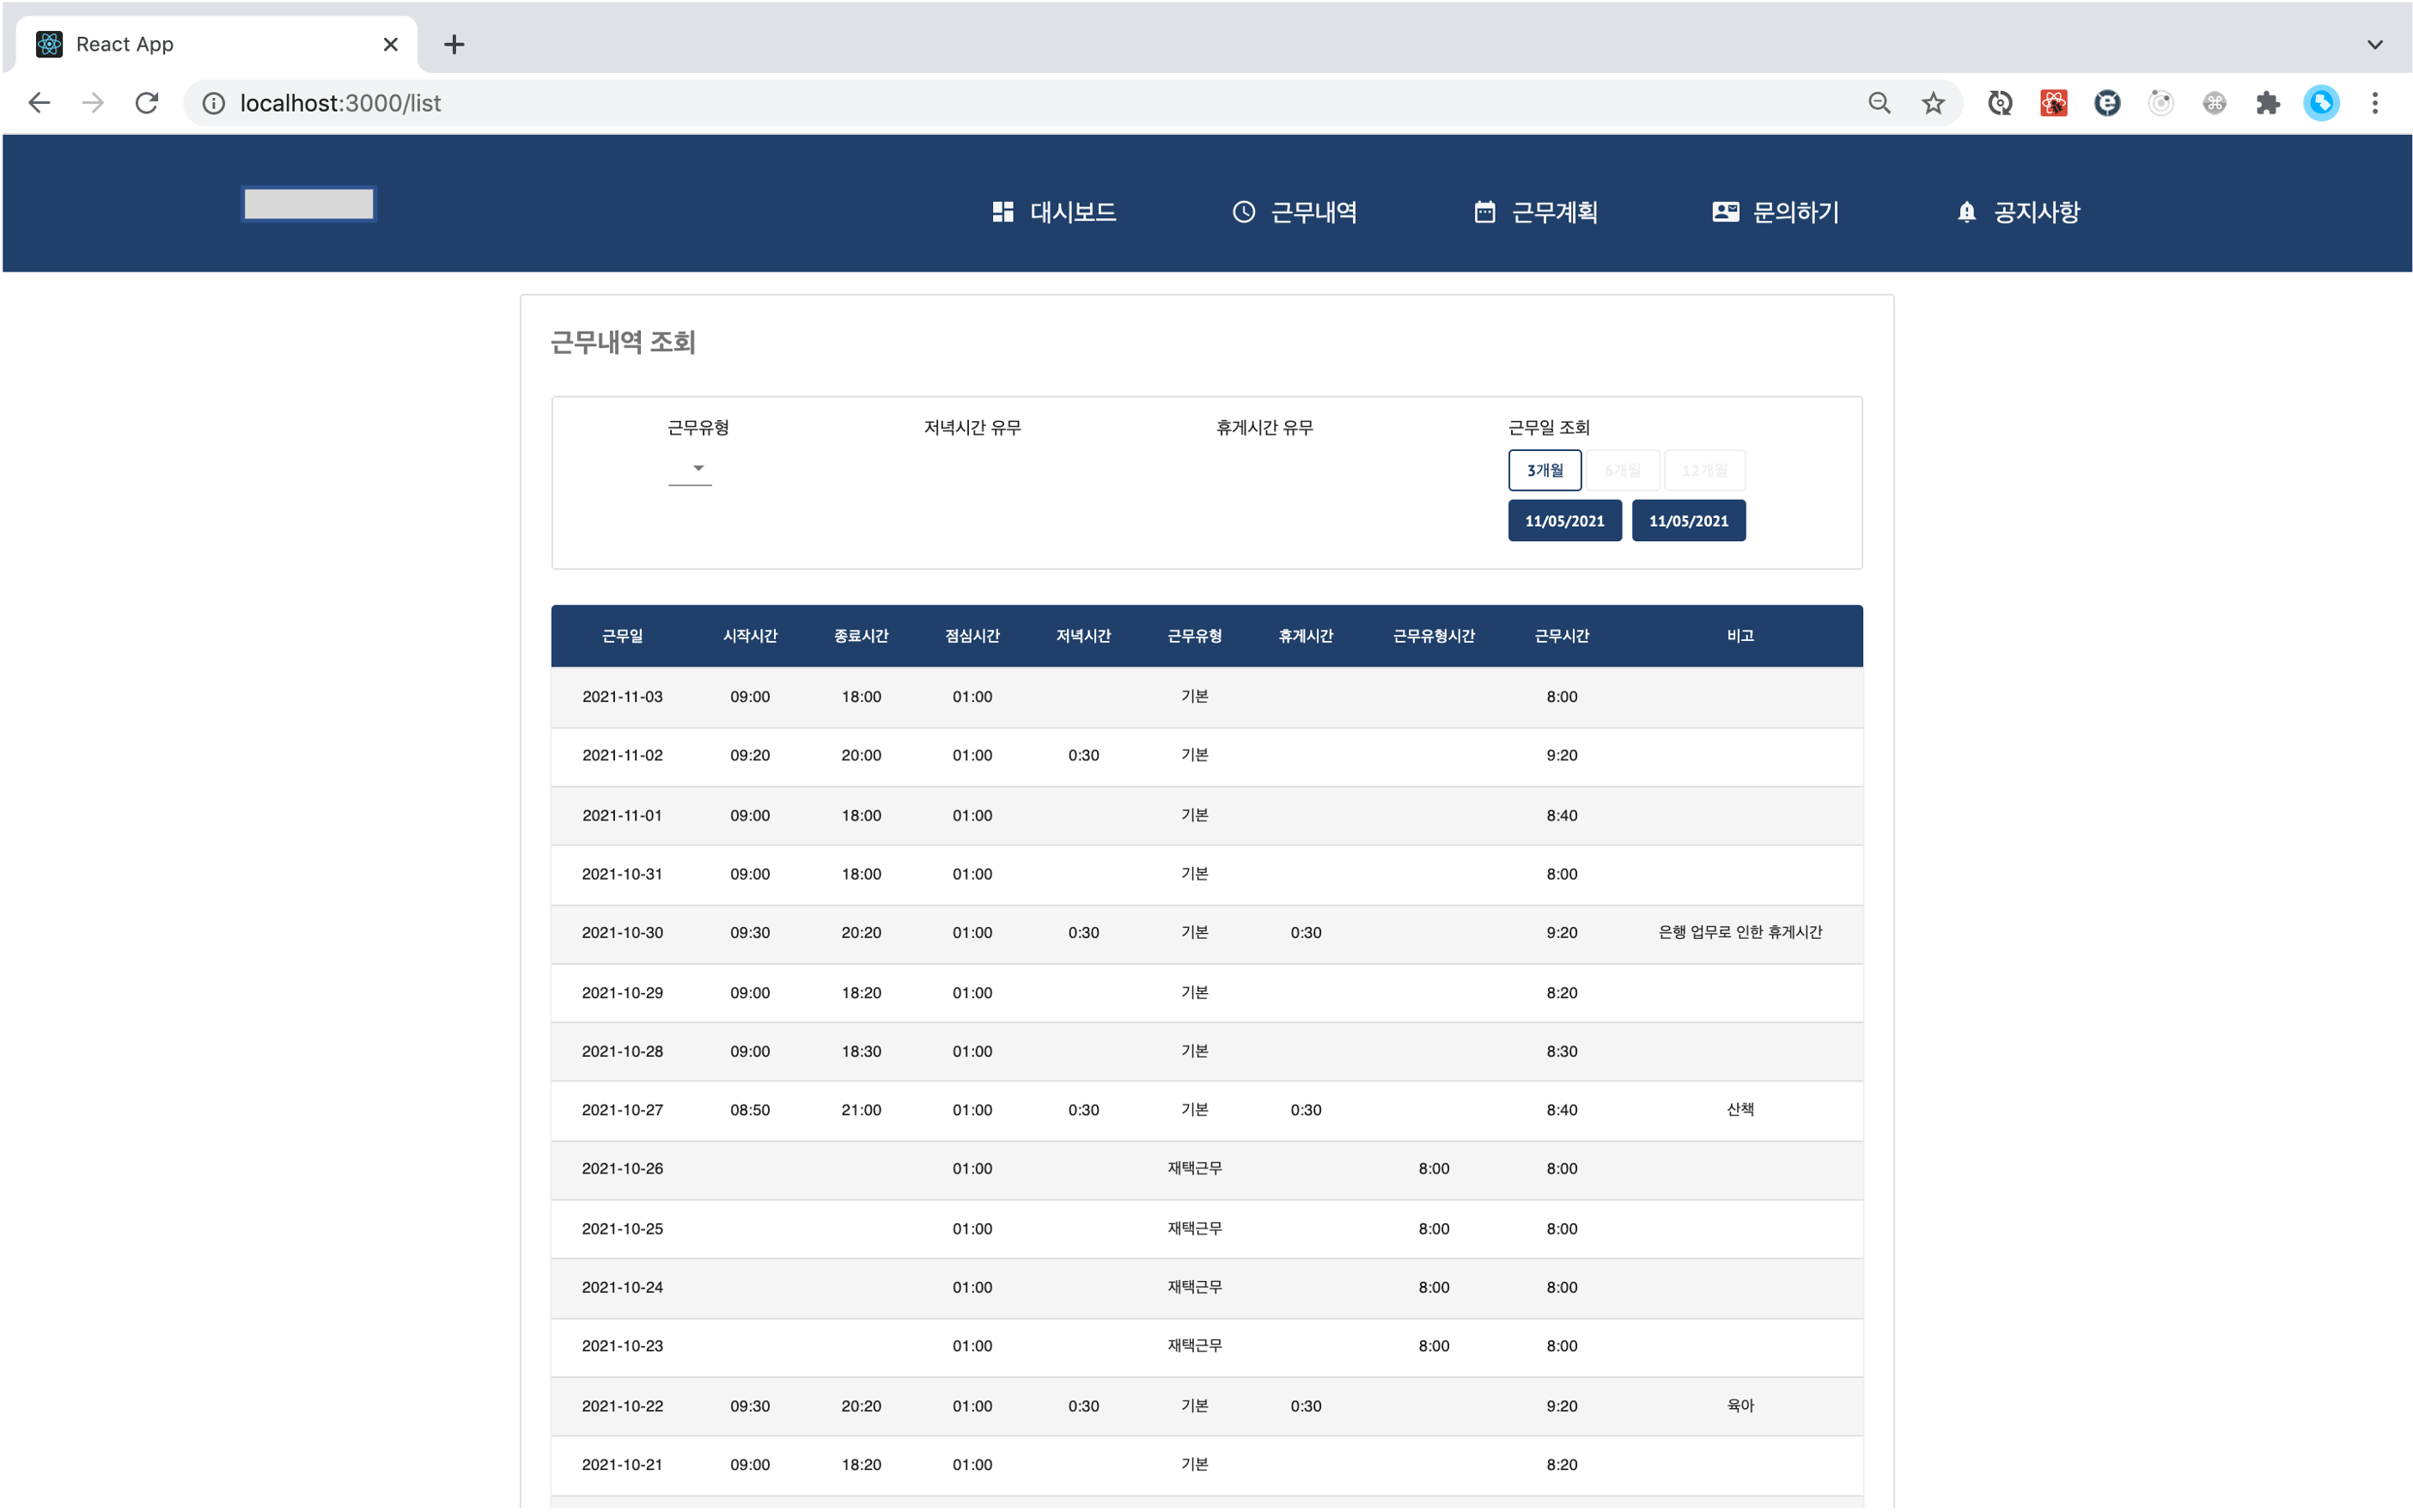 React App
localhost:3000/list
대시보드 근무내역 근무계획 문의하기 공지사항
근무내역 조회
근무유형 저녁시간 유무 휴게시간 유무 근무일 조회
3개월 6개월 12개월
11/05/2021 11/05/2021
근무일 시작시간 종료시간 점심시간 저녁시간 근무유형 휴게시간 근무유형시간 근무시간 비고
2021-11-03 09:00 18:00 01:00 기본 8:00
2021-11-02 09:20 20:00 01:00 0:30 기본 9:20
2021-11-01 09:00 18:00 01:00 기본 8:40
2021-10-31 09:00 18:00 01:00 기본 8:00
2021-10-30 09:30 20:20 01:00 0:30 기본 0:30 9:20 은행 업무로 인한 휴게시간
2021-10-29 09:00 18:20 01:00 기본 8:20
2021-10-28 09:00 18:30 01:00 기본 8:30
2021-10-27 08:50 21:00 01:00 0:30 기본 0:30 8:40 산책
2021-10-26 01:00 재택근무 8:00 8:00
2021-10-25 01:00 재택근무 8:00 8:00
2021-10-24 01:00 재택근무 8:00 8:00
2021-10-23 01:00 재택근무 8:00 8:00
2021-10-22 09:30 20:20 01:00 0:30 기본 0:30 9:20 육아
2021-10-21 09:00 18:20 01:00 기본 8:20